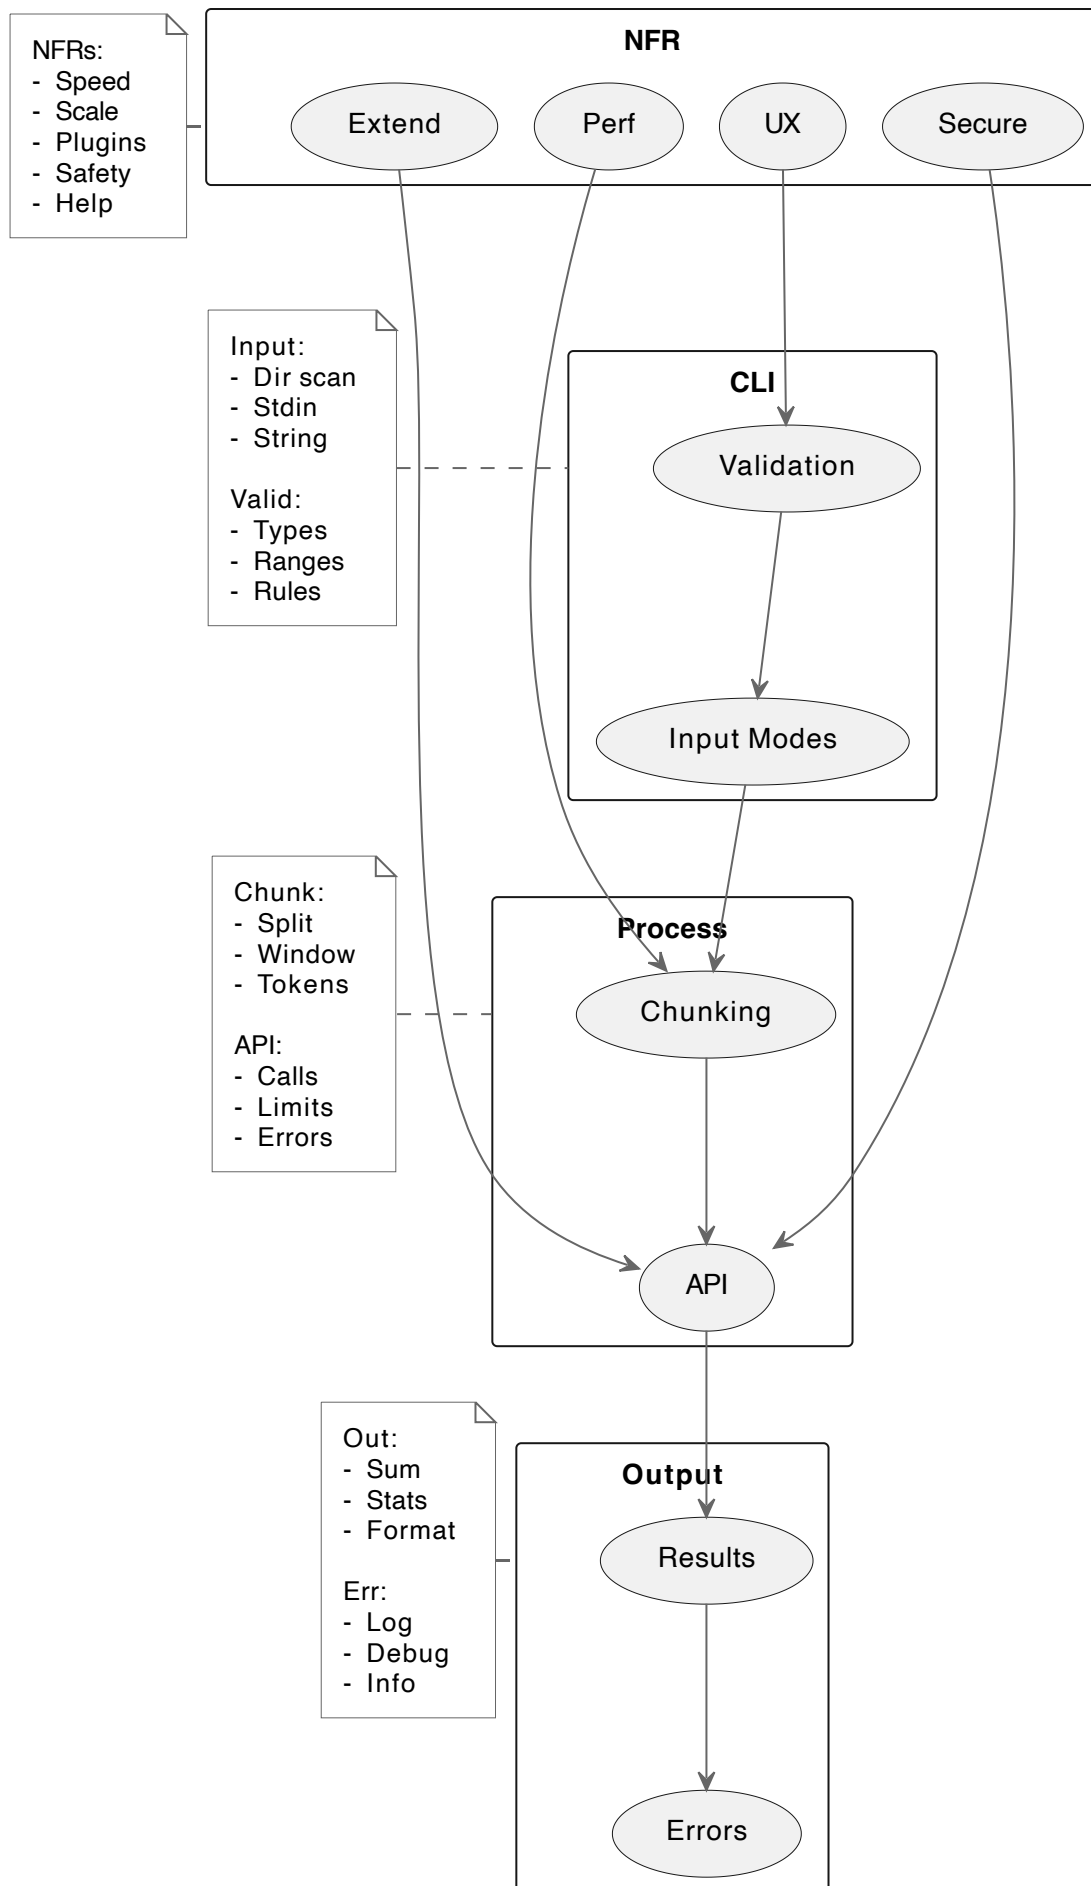 NFRs:
- Speed
- Scale
- Plugins
- Safety
- Help
NFR
Extend
Perf
UX
Secure
Input:
- Dir scan
- Stdin
- String
Valid:
- Types
- Ranges
- Rules
CLI
Validation
Input Modes
Chunk:
- Split
- Window
- Tokens
API:
- Calls
- Limits
- Errors
Process
Chunking
API
Out:
- Sum
- Stats
- Format
Err:
- Log
- Debug
- Info
Output
Results
Errors